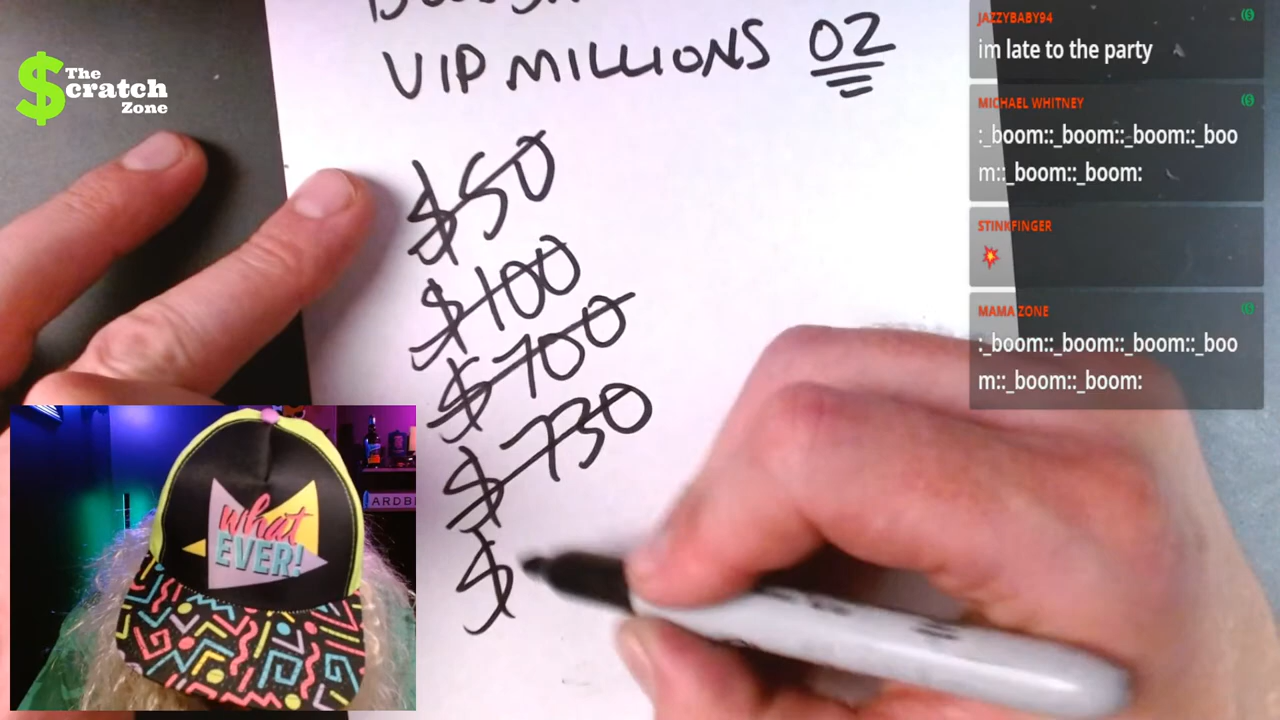 The
Scratch
Zone
VIP MILLIONS 02
$50
$100
$700
$730
$
what
EVER!
ARDB
JAZZYBABY94
im late to the party
MICHAEL WHITNEY
:_boom::_boom::_boom::_boo
m::_boom::_boom:
STINKFINGER
💥
MAMA ZONE
:_boom::_boom::_boom::_boo
m::_boom::_boom: